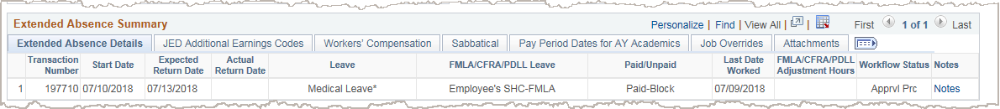 Extended Absence Summary
Personalize | Find | View All | First 1 of 1 Last
Extended Absence Details JED Additional Earnings Codes Workers' Compensation Sabbatical Pay Period Dates for AY Academics Job Overrides Attachments
Transaction Number Start Date Expected Return Date Actual Return Date Leave FMLA/CFRA/PDLL Leave Paid/Unpaid Last Date Worked FMLA/CFRA/PDLL Adjustment Hours Workflow Status Notes
1 197710 07/10/2018 07/13/2018 Medical Leave* Employee's SHC-FMLA Paid-Block 07/09/2018 Apprvl Prc Notes